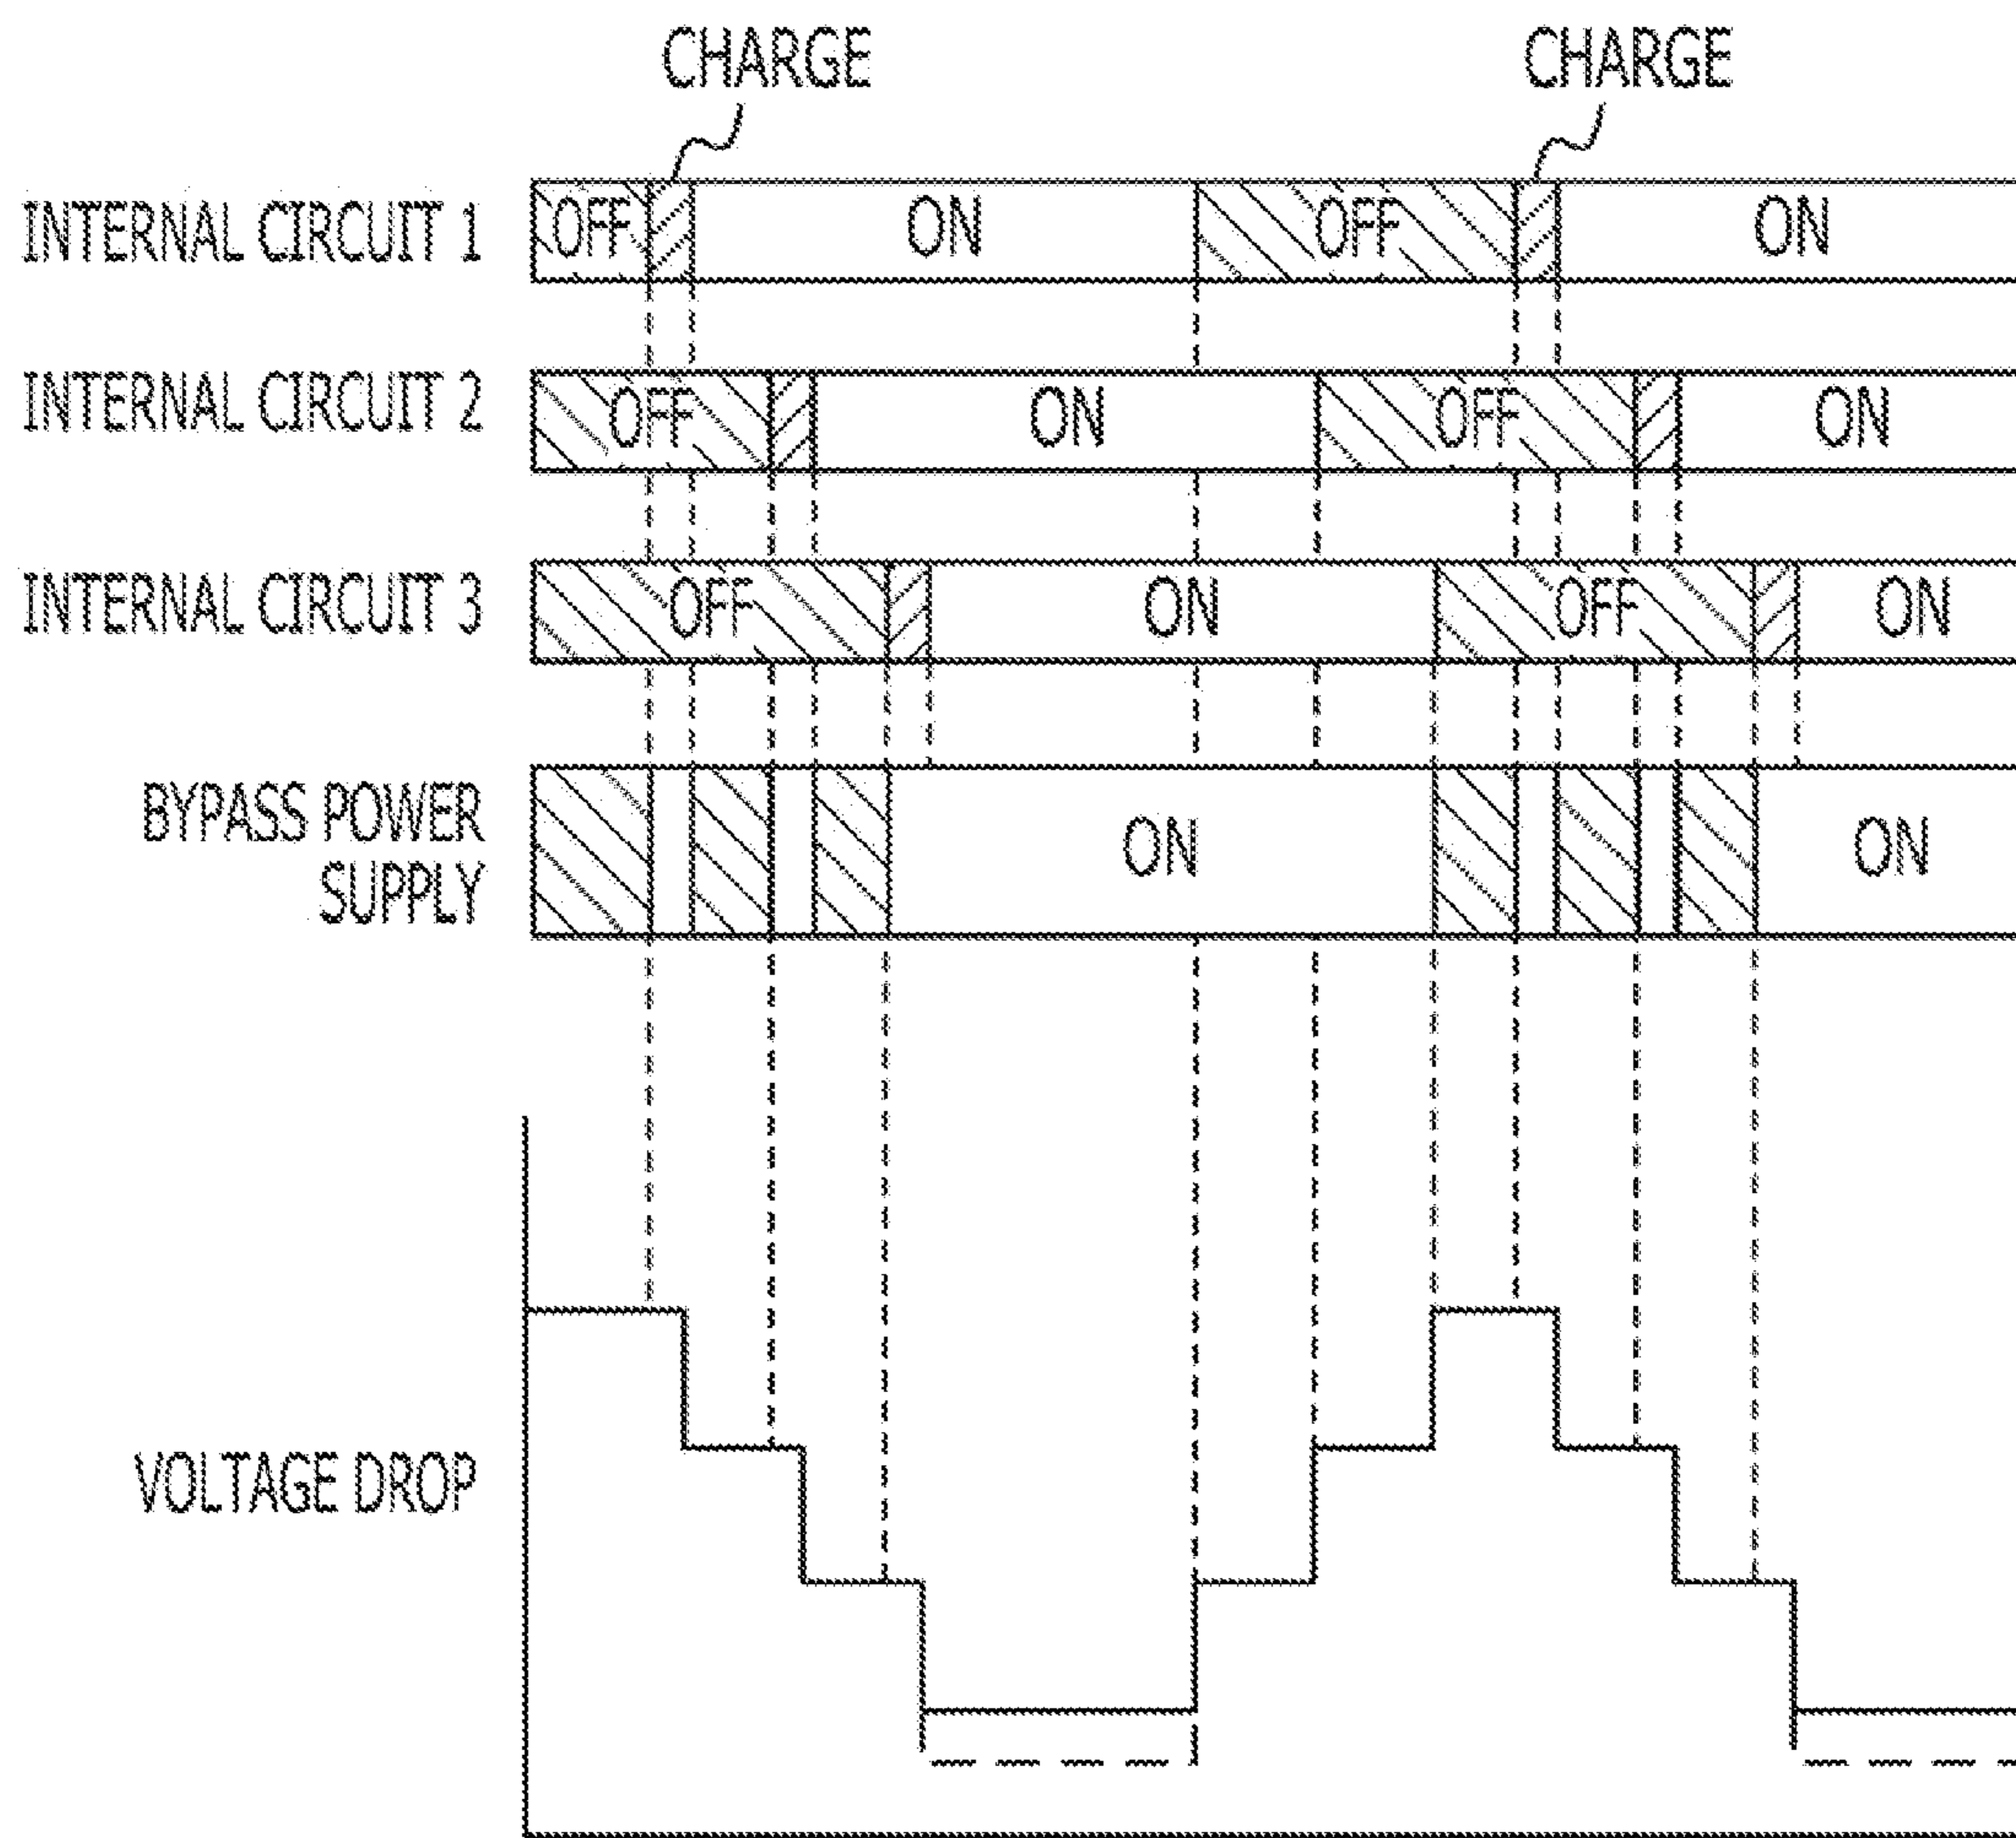 CHARGE CHARGE
INTERNAL CIRCUIT 1 OFF ON OFF ON
INTERNAL CIRCUIT 2 OFF ON OFF ON
INTERNAL CIRCUIT 3 OFF ON OFF ON
BYPASS POWER
SUPPLY ON ON
VOLTAGE DROP